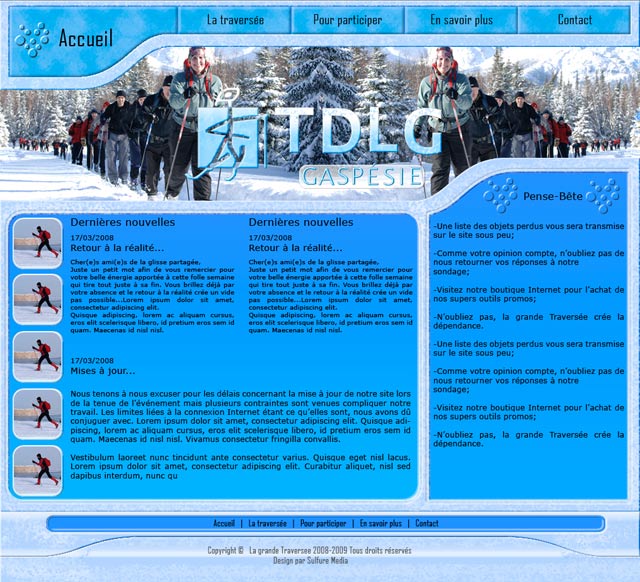 Accueil
La traversée
Pour participer
En savoir plus
Contact
TDLG
GASPÉSIE
Pense-Bête
Dernières nouvelles
17/03/2008
Retour à la réalité...
Cher(e)s ami(e)s de la glisse partagée,
Juste un petit mot afin de vous remercier pour
votre belle énergie apportée à cette folle semaine
qui tire tout juste à sa fin. Vous brillez déjà par
votre absence et le retour à la réalité crée un vide
pas possible...Lorem ipsum dolor sit amet,
consectetur adipiscing elit.
Quisque adipiscing, lorem ac aliquam cursus,
eros elit scelerisque libero, id pretium eros sem id
quam. Maecenas id nisl nisl.
Dernières nouvelles
17/03/2008
Retour à la réalité...
Cher(e)s ami(e)s de la glisse partagée,
Juste un petit mot afin de vous remercier pour
votre belle énergie apportée à cette folle semaine
qui tire tout juste à sa fin. Vous brillez déjà par
votre absence et le retour à la réalité crée un vide
pas possible...Lorem ipsum dolor sit amet,
consectetur adipiscing elit.
Quisque adipiscing, lorem ac aliquam cursus,
eros elit scelerisque libero, id pretium eros sem id
quam. Maecenas id nisl nisl.
17/03/2008
Mises à jour...
Nous tenons à nous excuser pour les délais concernant la mise à jour de notre site lors
de la tenue de l'événement mais plusieurs contraintes sont venues compliquer notre
travail. Les limites liées à la connexion Internet étant ce qu'elles sont, nous avons dû
conjuguer avec. Lorem ipsum dolor sit amet, consectetur adipiscing elit. Quisque adi-
piscing, lorem ac aliquam cursus, eros elit scelerisque libero, id pretium eros sem id
quam. Maecenas id nisl nisl. Vivamus consectetur fringilla convallis.
Vestibulum laoreet nunc tincidunt ante consectetur varius. Quisque eget nisl lacus.
Lorem ipsum dolor sit amet, consectetur adipiscing elit. Curabitur aliquet, nisl sed
dapibus interdum, nunc qu
-Une liste des objets perdus vous sera transmise
sur le site sous peu;
-Comme votre opinion compte, n'oubliez pas de
nous retourner vos réponses à notre
sondage;
-Visitez notre boutique Internet pour l'achat de
nos supers outils promos;
-N'oubliez pas, la grande Traversée crée la
dépendance.
-Une liste des objets perdus vous sera transmise
sur le site sous peu;
-Comme votre opinion compte, n'oubliez pas de
nous retourner vos réponses à notre
sondage;
-Visitez notre boutique Internet pour l'achat de
nos supers outils promos;
-N'oubliez pas, la grande Traversée crée la
dépendance.
Accueil | La traversée | Pour participer | En savoir plus | Contact
Copyright © La grande Traversee 2008-2009 Tous droits réservés
Design par Sulfure Media